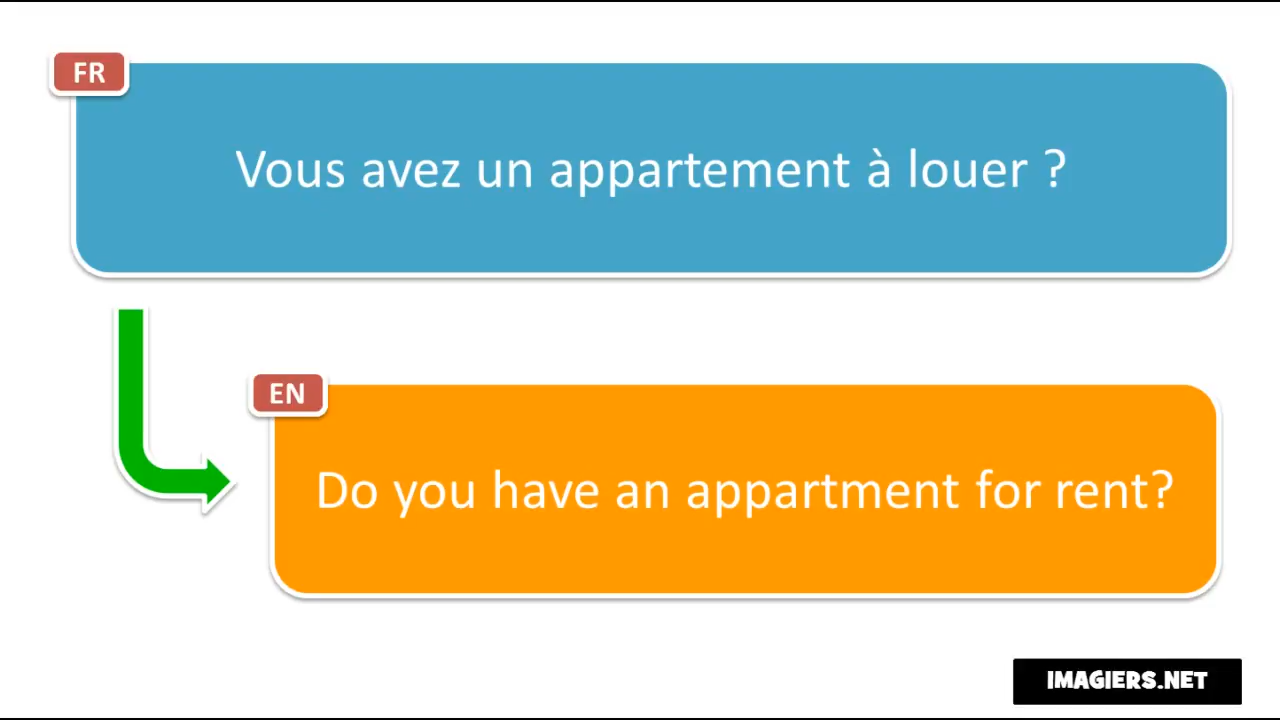 FR
Vous avez un appartement à louer ?
EN
Do you have an appartment for rent?
IMAGIERS.NET